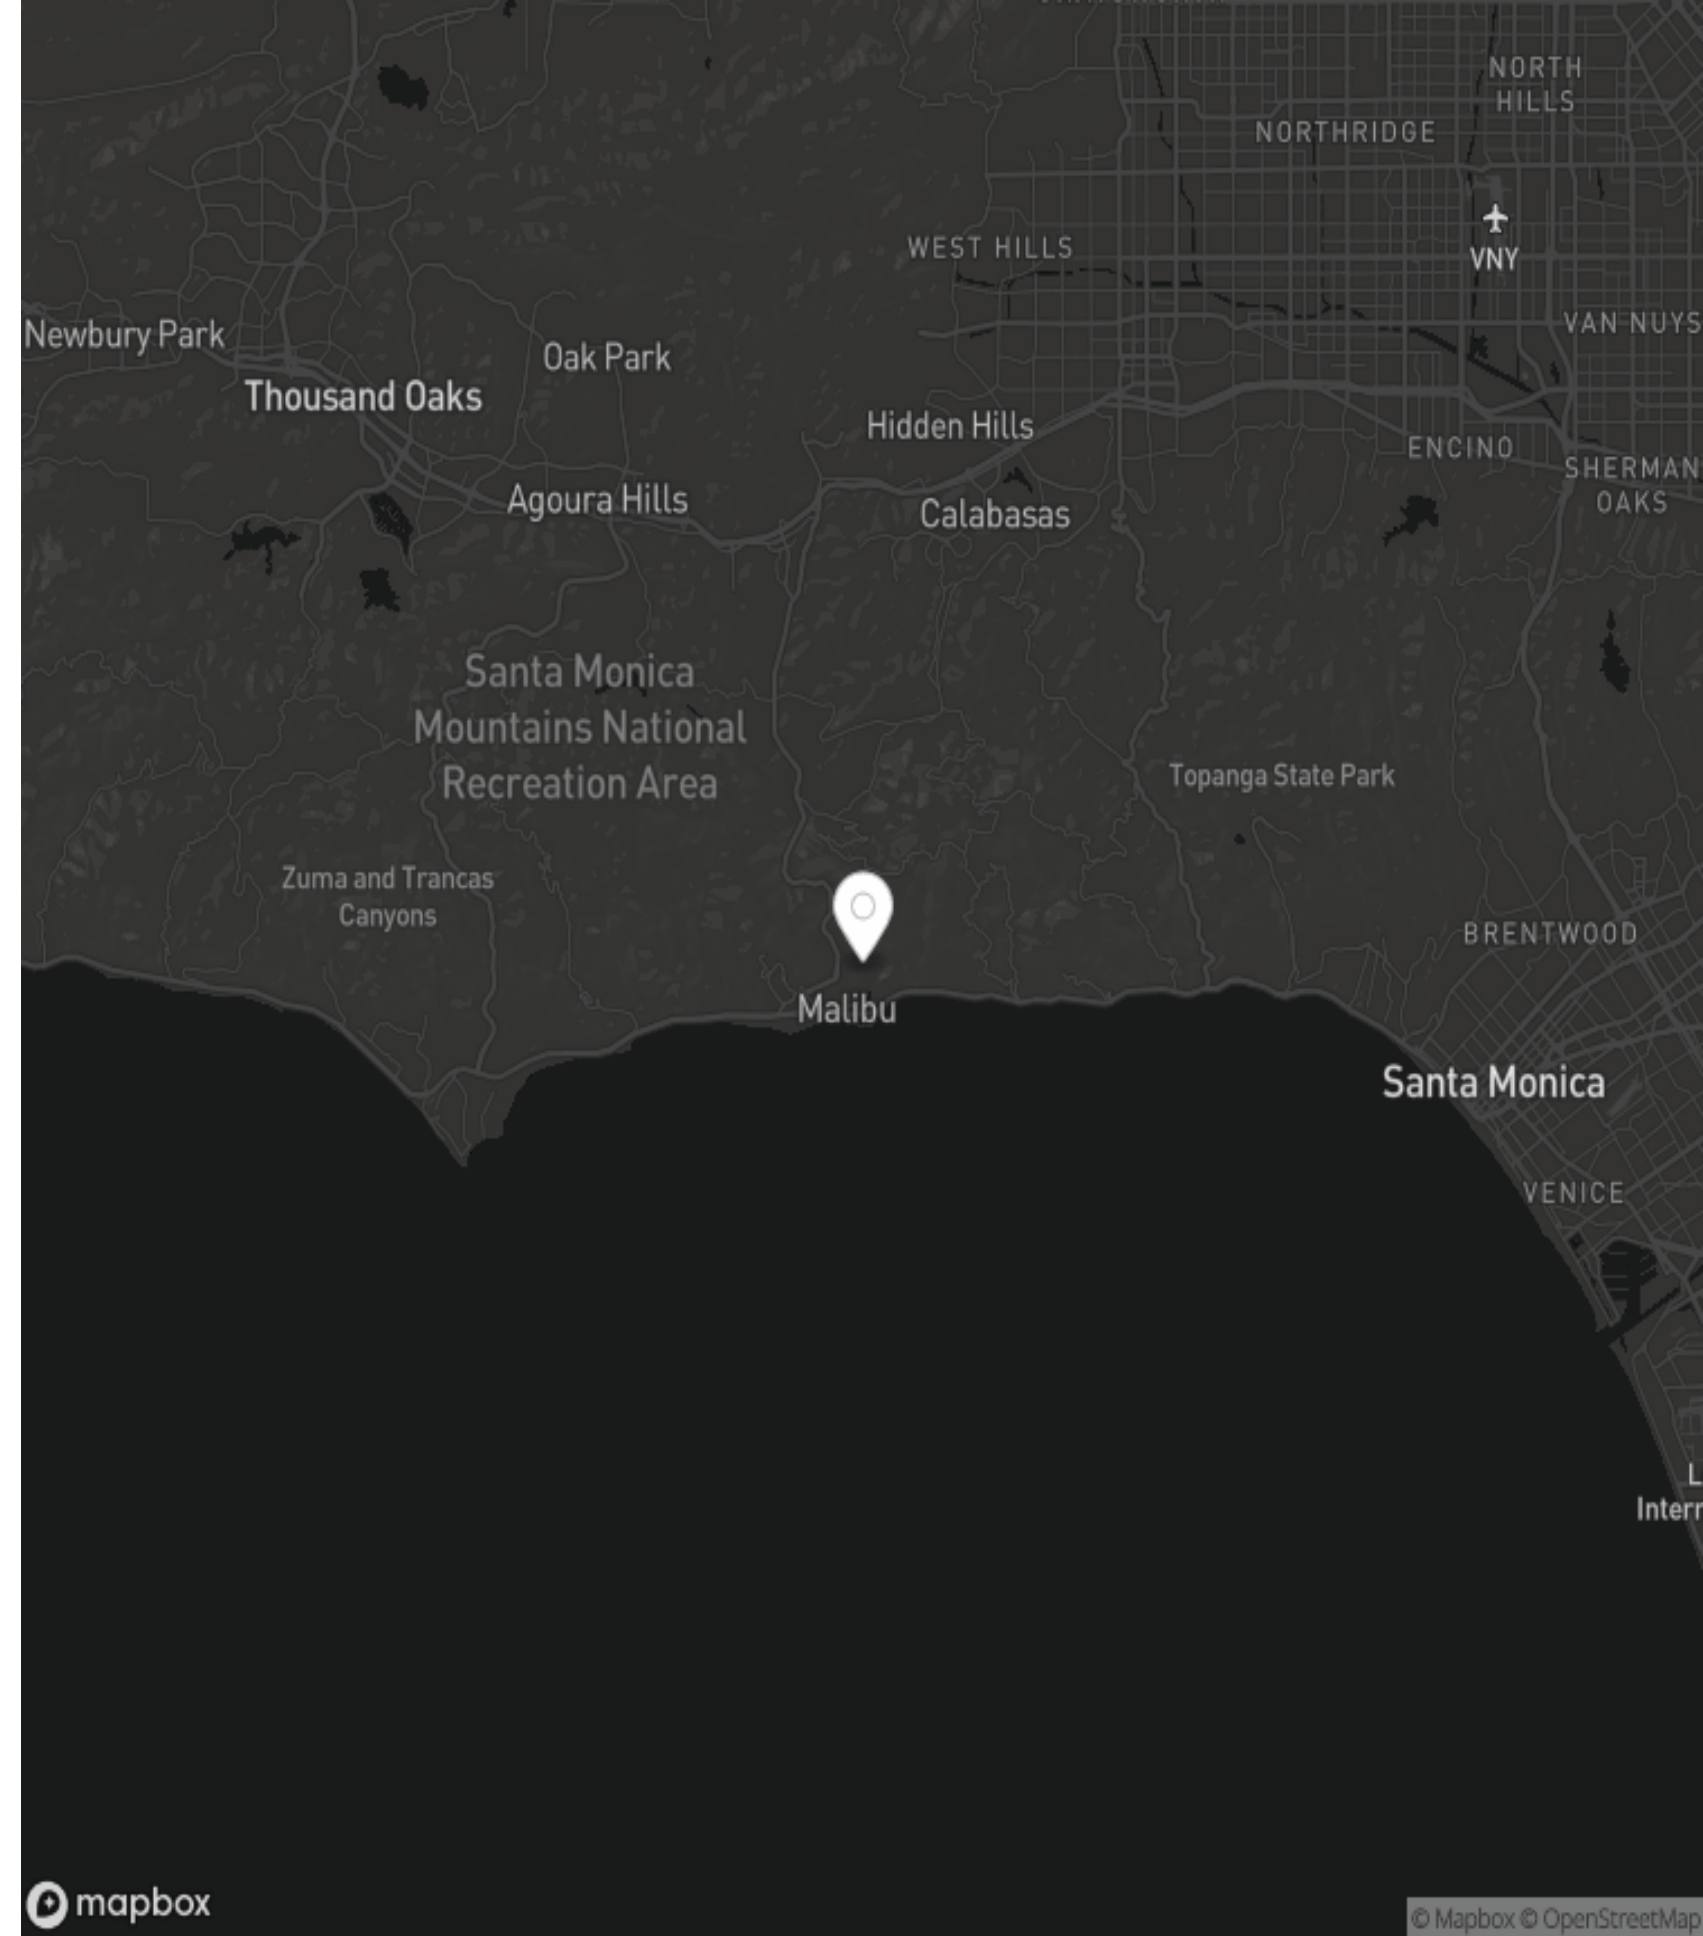 NORTH
HILLS
NORTHRIDGE
WEST HILLS
VNY
VAN NUYS
Newbury Park
Oak Park
Thousand Oaks
Hidden Hills
ENCINO
SHERMAN
OAKS
Agoura Hills
Calabasas
Santa Monica
Mountains National
Recreation Area
Topanga State Park
Zuma and Trancas
Canyons
BRENTWOOD
Malibu
Santa Monica
VENICE
L
Intern
mapbox
© Mapbox © OpenStreetMap